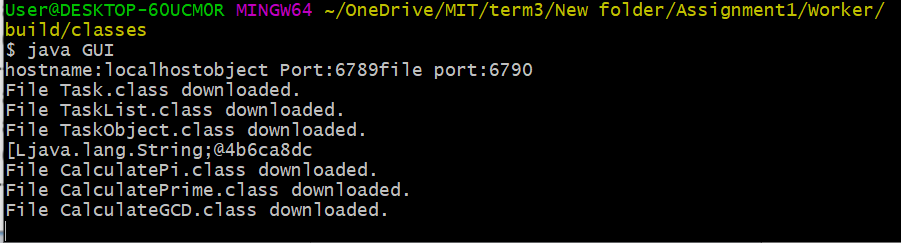 User@DESKTOP-6OUCMOR MINGW64 ~/OneDrive/MIT/term3/New folder/Assignment1/Worker/
build/classes
$ java GUI
hostname:localhostobject Port:6789file port:6790
File Task.class downloaded.
File TaskList.class downloaded.
File TaskObject.class downloaded.
[Ljava.lang.String;@4b6ca8dc
File CalculatePi.class downloaded.
File CalculatePrime.class downloaded.
File CalculateGCD.class downloaded.